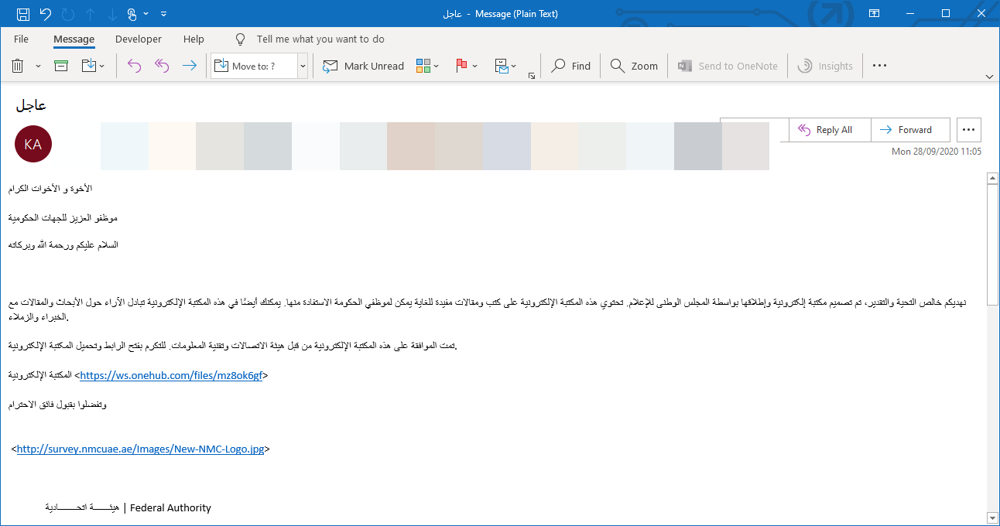 عاجل - Message (Plain Text)
File Message Developer Help Tell me what you want to do
Move to: ? Mark Unread Find Zoom Send to OneNote Insights
عاجل
KA
Reply All Forward
Mon 28/09/2020 11:05
الأخوة و الأخوات الكرام
موظفو العزيز للجهات الحكومية
السلام عليكم ورحمة الله وبركاته
نهديكم خالص التحية والتقدير، تم تصميم مكتبة إلكترونية وإطلاقها بواسطة المجلس الوطنى للإعلام. تحتوي هذه المكتبة الإلكترونية على كتب ومقالات مفيدة للغاية يمكن لموظفي الحكومة الاستفادة منها. يمكنك أيضًا في هذه المكتبة الإلكترونية تبادل الآراء حول الأبحاث والمقالات مع
الخبراء والزملاء.
تمت الموافقة على هذه المكتبة الإلكترونية من قبل هيئة الاتصالات وتقنية المعلومات. للتكرم بفتح الرابط وتحميل المكتبة الإلكترونية.
المكتبة الإلكترونية <https://ws.onehub.com/files/mz8ok6gf>
وتفضلوا بقبول فائق الاحترام
<http://survey.nmcuae.ae/Images/New-NMC-Logo.jpg>
هيئـــــة اتحـــــادية | Federal Authority